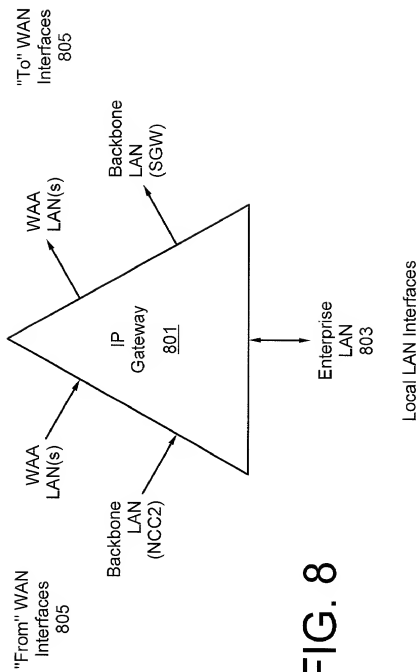 "From" WAN
Interfaces
805
"To" WAN
Interfaces
805
WAA
LAN(s)
WAA
LAN(s)
Backbone
LAN
(NCC2)
Backbone
LAN
(SGW)
IP
Gateway
801
Enterprise
LAN
803
Local LAN Interfaces
FIG. 8